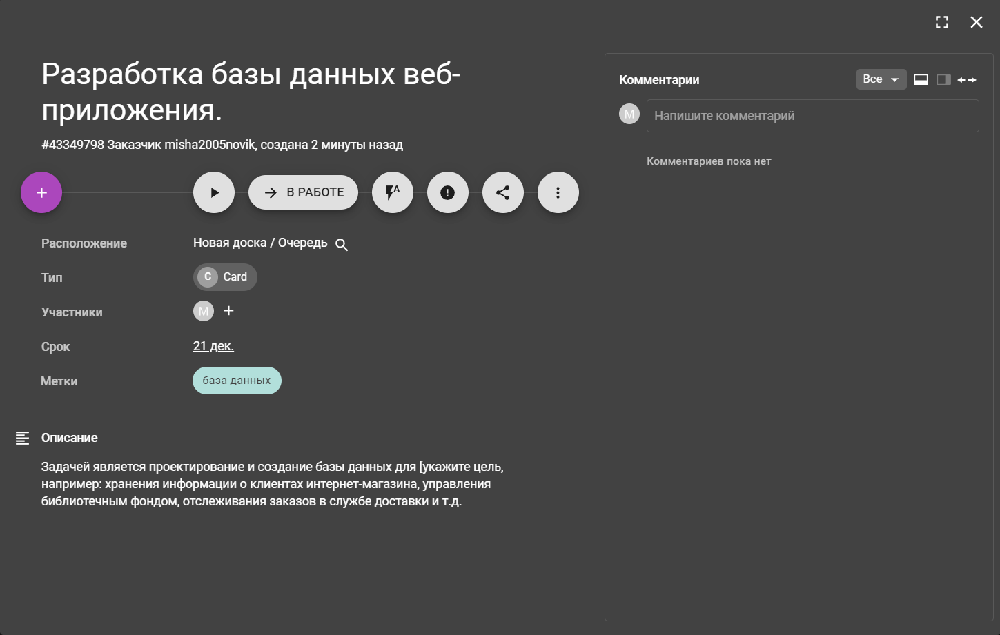 Разработка базы данных веб-
приложения.
#43349798 Заказчик misha2005novik, создана 2 минуты назад
В РАБОТЕ
A
Расположение
Новая доска / Очередь
Тип
C Card
Участники
M
Срок
21 дек.
Метки
база данных
Описание
Задачей является проектирование и создание базы данных для [укажите цель,
например: хранения информации о клиентах интернет-магазина, управления
библиотечным фондом, отслеживания заказов в службе доставки и т.д.
Комментарии
Все
M
Напишите комментарий
Комментариев пока нет